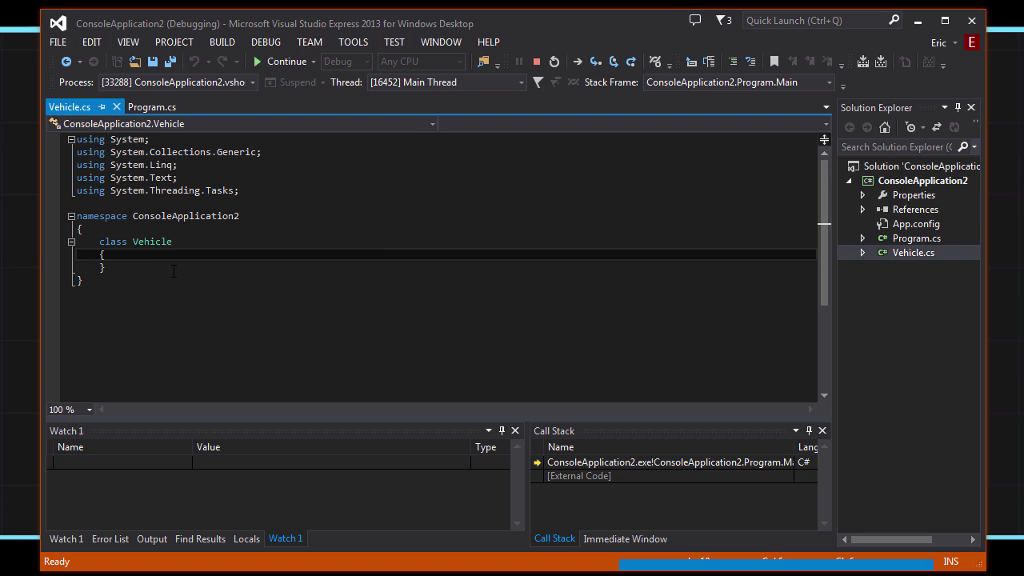 ConsoleApplication2 (Debugging) - Microsoft Visual Studio Express 2013 for Windows Desktop
3
Quick Launch (Ctrl+Q)
FILE EDIT VIEW PROJECT BUILD DEBUG TEAM TOOLS TEST WINDOW HELP
Eric E
Continue Debug Any CPU
Process: [33288] ConsoleApplication2.vsho Suspend Thread: [16452] Main Thread Stack Frame: ConsoleApplication2.Program.Main
Vehicle.cs Program.cs
ConsoleApplication2.Vehicle
using System;
using System.Collections.Generic;
using System.Linq;
using System.Text;
using System.Threading.Tasks;
namespace ConsoleApplication2
{
class Vehicle
{
}
}
100 %
Solution Explorer
Search Solution Explorer (
Solution 'ConsoleApplicatio
C# ConsoleApplication2
Properties
References
App.config
C# Program.cs
C# Vehicle.cs
Watch 1
Name Value Type
Call Stack
Name Lang
ConsoleApplication2.exe!ConsoleApplication2.Program.M C#
[External Code]
Watch 1 Error List Output Find Results Locals Watch 1
Call Stack Immediate Window
Ready
INS